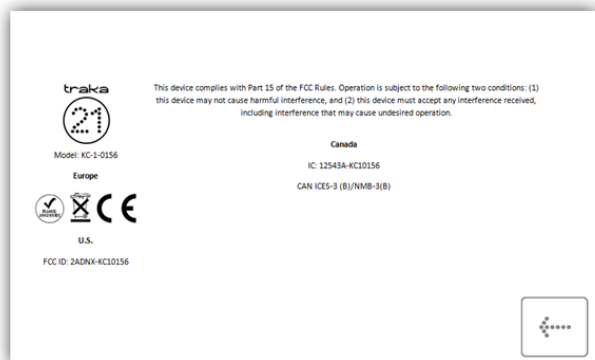 traka
21
Model: KC-1-0156
Europe
CE
U.S.
FCC ID: 2ADNX-KC10156
This device complies with Part 15 of the FCC Rules. Operation is subject to the following two conditions: (1)
this device may not cause harmful interference, and (2) this device must accept any interference received,
including interference that may cause undesired operation.
Canada
IC: 12543A-KC10156
CAN ICES-3 (B)/NMB-3(B)